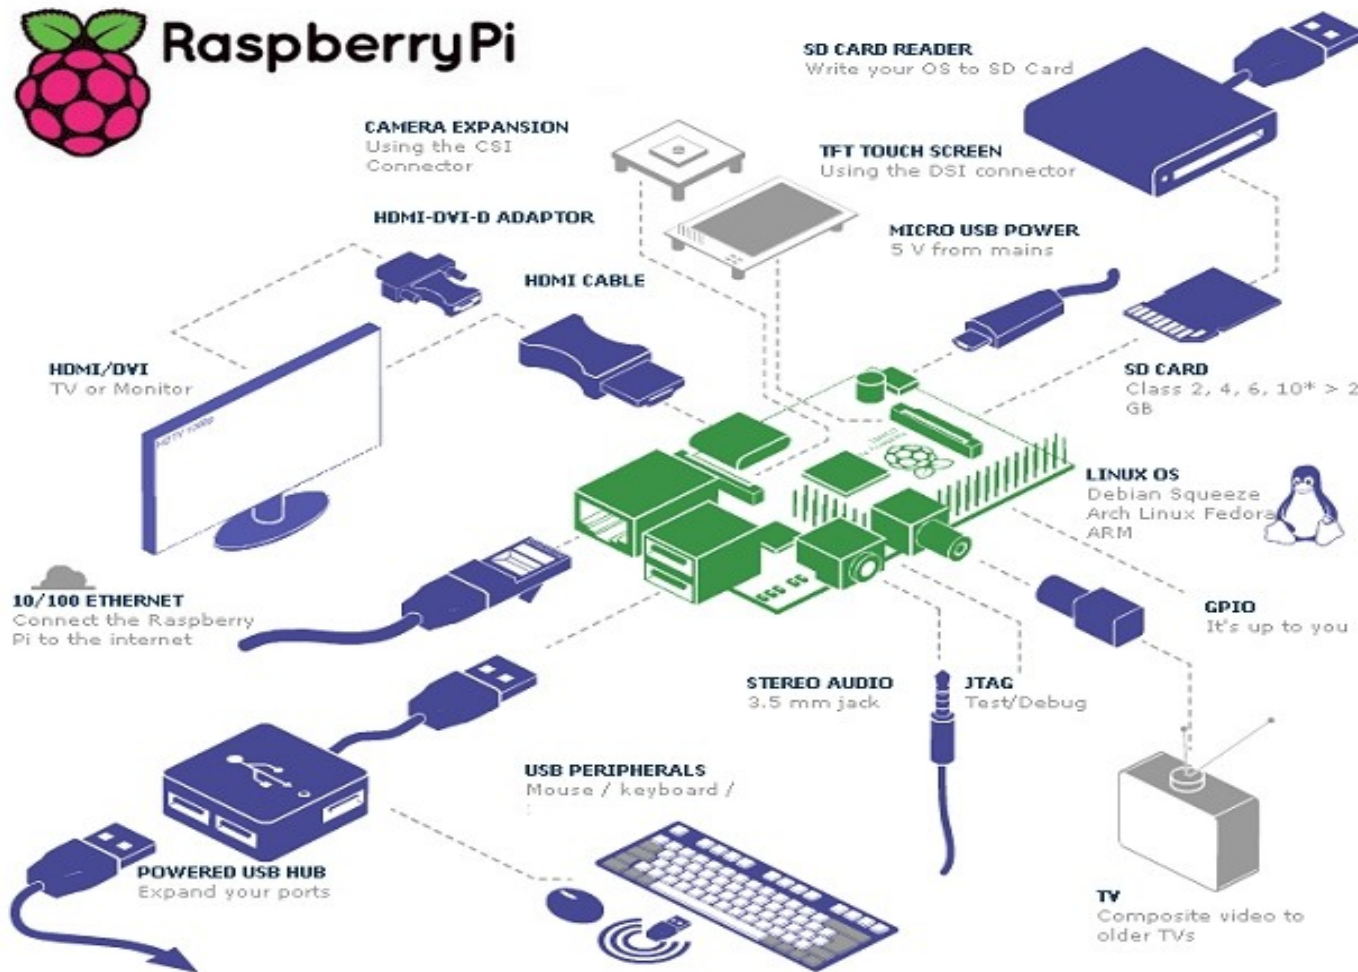 RaspberryPi
SD CARD READER
Write your OS to SD Card
CAMERA EXPANSION
Using the CSI
Connector
TFT TOUCH SCREEN
Using the DSI connector
HDMI-DVI-D ADAPTOR
MICRO USB POWER
5 V from mains
HDMI CABLE
HDMI/DVI
TV or Monitor
HDTV 1080p
SD CARD
Class 2, 4, 6, 10* > 2
GB
LINUX OS
Debian Squeeze
Arch Linux Fedora
ARM
10/100 ETHERNET
Connect the Raspberry
Pi to the internet
GPIO
It's up to you
STEREO AUDIO
3.5 mm jack
JTAG
Test/Debug
USB PERIPHERALS
Mouse / keyboard /
POWERED USB HUB
Expand your ports
TV
Composite video to
older TVs